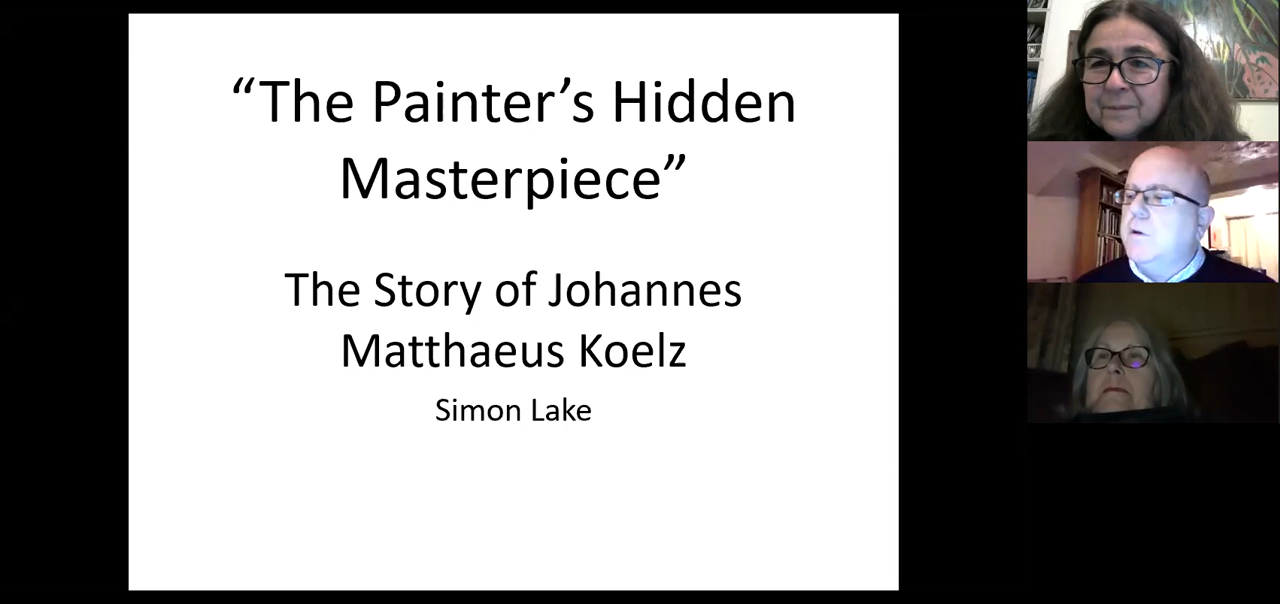 “The Painter’s Hidden
Masterpiece”
The Story of Johannes
Matthaeus Koelz
Simon Lake